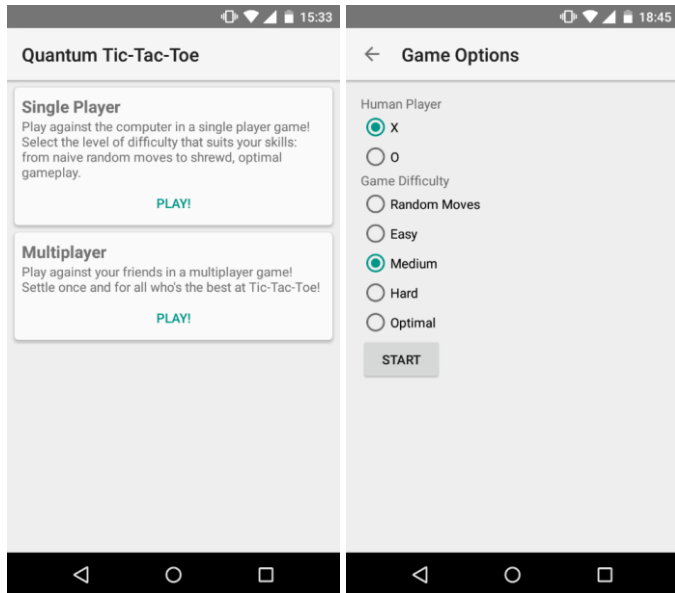 15:33
Quantum Tic-Tac-Toe
Single Player
Play against the computer in a single player game!
Select the level of difficulty that suits your skills:
from naive random moves to shrewd, optimal
gameplay.
PLAY!
Multiplayer
Play against your friends in a multiplayer game!
Settle once and for all who's the best at Tic-Tac-Toe!
PLAY!
18:45
Game Options
Human Player
X
O
Game Difficulty
Random Moves
Easy
Medium
Hard
Optimal
START